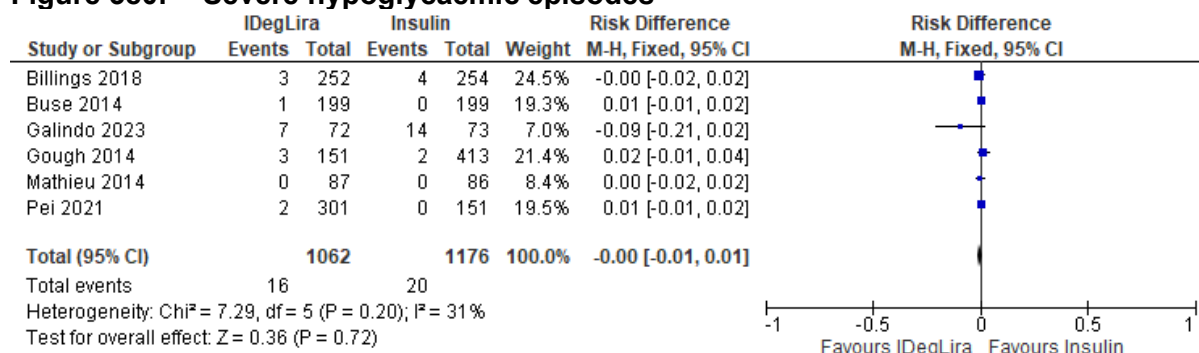 IDegLira Insulin Risk Difference Risk Difference
Study or Subgroup Events Total Events Total Weight M-H, Fixed, 95% CI M-H, Fixed, 95% CI
Billings 2018 3 252 4 254 24.5% -0.00 [-0.02, 0.02]
Buse 2014 1 199 0 199 19.3% 0.01 [-0.01, 0.02]
Galindo 2023 7 72 14 73 7.0% -0.09 [-0.21, 0.02]
Gough 2014 3 151 2 413 21.4% 0.02 [-0.01, 0.04]
Mathieu 2014 0 87 0 86 8.4% 0.00 [-0.02, 0.02]
Pei 2021 2 301 0 151 19.5% 0.01 [-0.01, 0.02]
Total (95% CI) 1062 1176 100.0% -0.00 [-0.01, 0.01]
Total events 16 20
Heterogeneity: Chi² = 7.29, df = 5 (P = 0.20); I² = 31%
Test for overall effect: Z = 0.36 (P = 0.72)
-1 -0.5 0 0.5 1
Favours IDegLira Favours Insulin